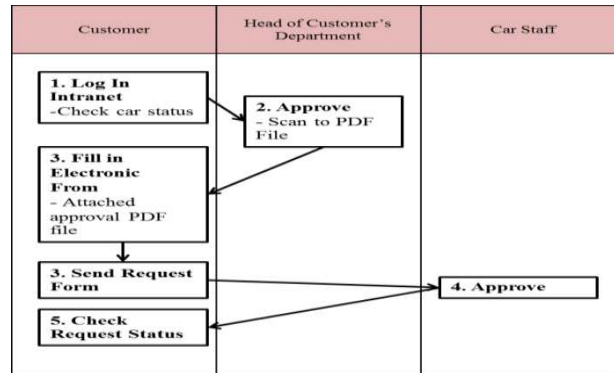 Customer
Head of Customer's
Department
Car Staff
1. Log In
Intranet
-Check car status
2. Approve
- Scan to PDF
File
3. Fill in
Electronic
From
- Attached
approval PDF
file
3. Send Request
Form
4. Approve
5. Check
Request Status